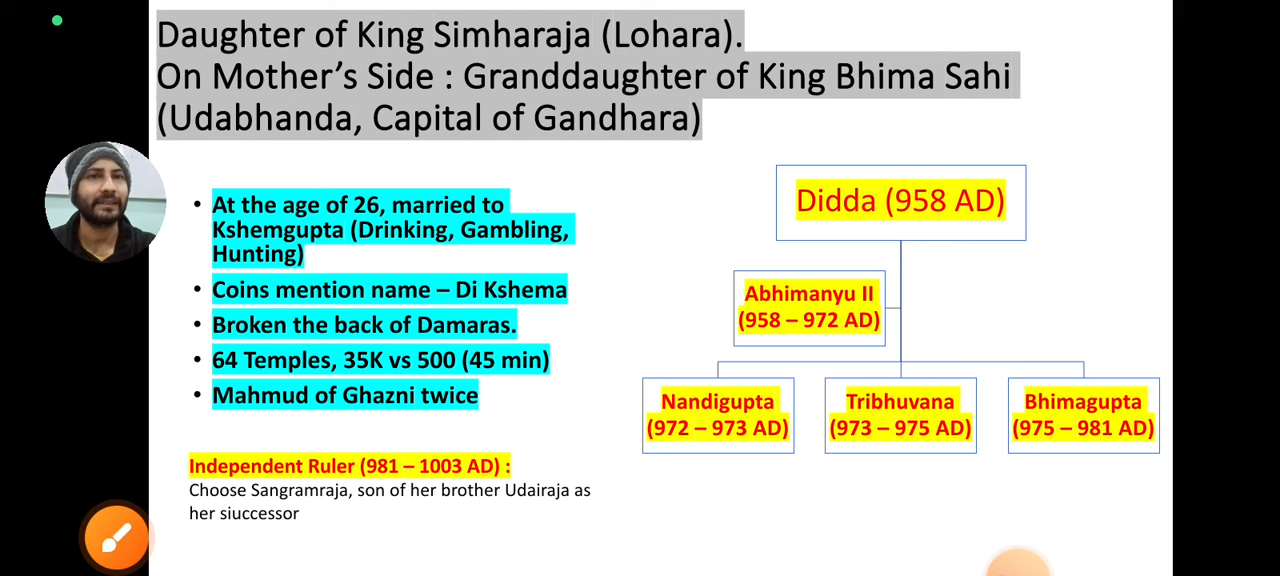 Daughter of King Simharaja (Lohara).
On Mother's Side : Granddaughter of King Bhima Sahi
(Udabhanda, Capital of Gandhara)
• At the age of 26, married to
Kshemgupta (Drinking, Gambling,
Hunting)
• Coins mention name – Di Kshema
• Broken the back of Damaras.
• 64 Temples, 35K vs 500 (45 min)
• Mahmud of Ghazni twice
Independent Ruler (981 – 1003 AD) :
Choose Sangramraja, son of her brother Udairaja as
her siuccessor
Didda (958 AD)
Abhimanyu II
(958 – 972 AD)
Nandigupta
(972 – 973 AD)
Tribhuvana
(973 – 975 AD)
Bhimagupta
(975 – 981 AD)